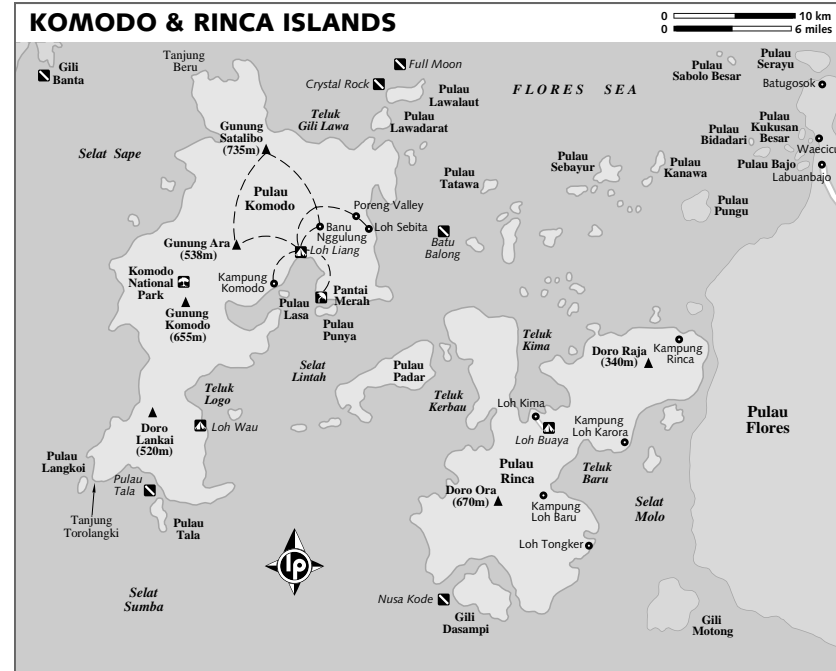 KOMODO & RINCA ISLANDS
0 10 km
0 6 miles
Gili
Banta
Tanjung
Beru
Full Moon
Crystal Rock
Pulau
Lawalaut
FLORES SEA
Pulau
Sabolo Besar
Pulau
Serayu
Batugosok
Teluk
Gili Lawa
Pulau
Lawadarat
Gunung
Satalibo
(735m)
Selat Sape
Pulau
Bidadari
Pulau
Kukusan
Besar
Waecicu
Pulau
Sebayur
Pulau
Kanawa
Pulau Bajo
Labuanbajo
Pulau
Tatawa
Pulau
Komodo
Poreng Valley
Pulau
Pungu
Banu
Nggulung
Loh Sebita
Gunung Ara
(538m)
Loh Liang
Batu
Balong
Komodo
National
Park
Kampung
Komodo
Pantai
Merah
Pulau
Lasa
Gunung
Komodo
(655m)
Pulau
Punya
Teluk
Kima
Doro Raja
(340m)
Kampung
Rinca
Selat
Lintah
Pulau
Padar
Teluk
Logo
Teluk
Kerbau
Loh Kima
Doro
Lankai
(520m)
Loh Wau
Loh Buaya
Kampung
Loh Karora
Pulau
Flores
Pulau
Langkoi
Pulau
Tala
Pulau
Rinca
Teluk
Baru
Doro Ora
(670m)
Kampung
Loh Baru
Selat
Molo
Tanjung
Torolangki
Pulau
Tala
Loh Tongker
lp
Selat
Sumba
Nusa Kode
Gili
Dasampi
Gili
Motong